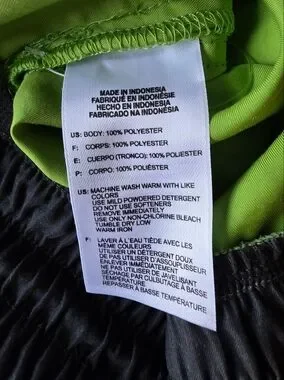 MADE IN INDONESIA
FABRIQUÉ EN INDONÉSIE
HECHO EN INDONESIA
FABRICADO NA INDONÉSIA
US: BODY: 100% POLYESTER
F: CORPS: 100% POLYESTER
E: CUERPO (TRONCO): 100% POLIESTER
P: CORPO: 100% POLIÉSTER
US: MACHINE WASH WARM WITH LIKE
COLORS
USE MILD POWDERED DETERGENT
DO NOT USE SOFTENERS
REMOVE IMMEDIATELY
USE ONLY NON-CHLORINE BLEACH
TUMBLE DRY LOW
WARM IRON
F: LAVER À L'EAU TIÈDE AVEC LES
MÊME COULEURS
UTILISER UN DÉTERGENT DOUX
NE PAS UTILISER D'ASSOUPLISSEUR
ENLEVER IMMÉDIATEMENT
NE PAS UTILISER DE JAVELLISANT
SÉCHAGE PAR CULBUTAGE À BASSE
TEMPÉRATURE
REPASSER À BASSE TEMPÉRATURE